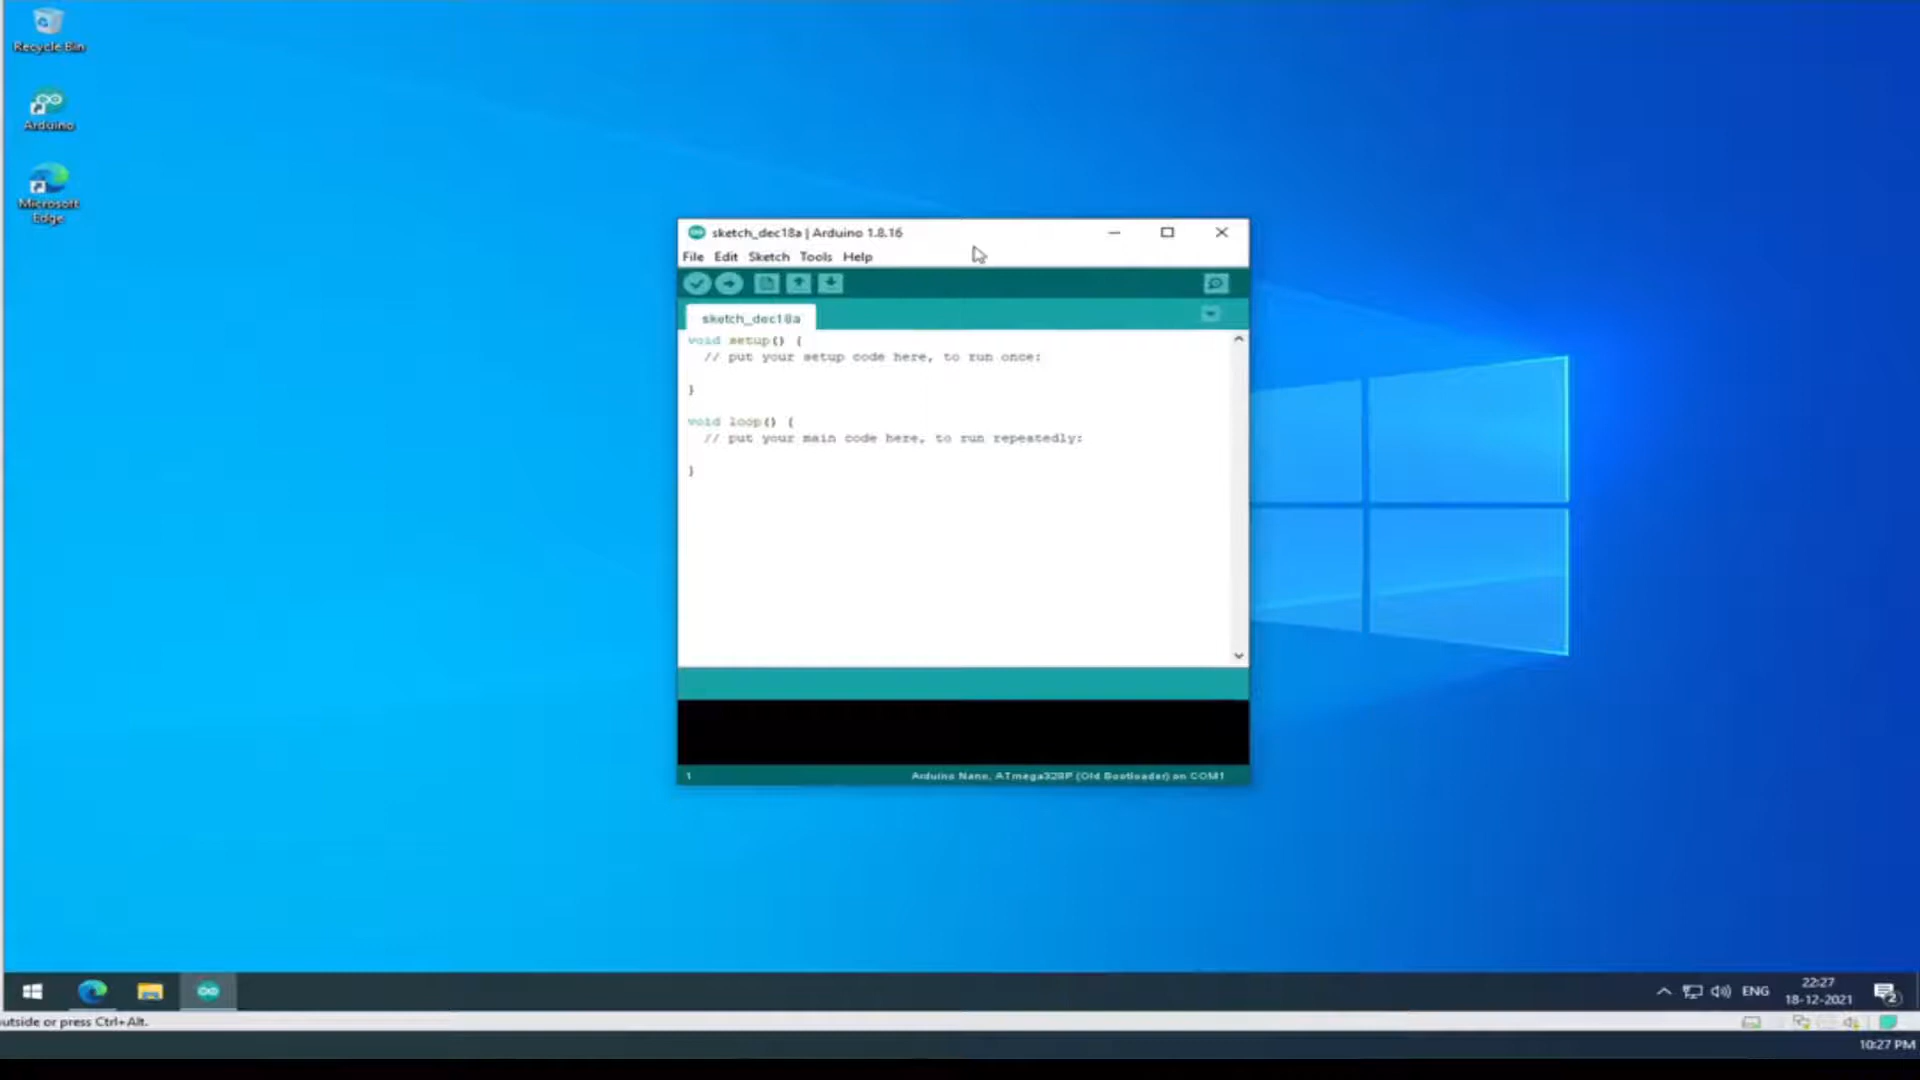 Recycle Bin
Arduino
Microsoft
Edge
sketch_dec18a | Arduino 1.8.16
File Edit Sketch Tools Help
sketch_dec18a
void setup() {
// put your setup code here, to run once:
}
void loop() {
// put your main code here, to run repeatedly:
}
1
Arduino Nano, ATmega328P (Old Bootloader) on COM1
ENG
22:27
18-12-2021
2
utside or press Ctrl+Alt.
10:27 PM